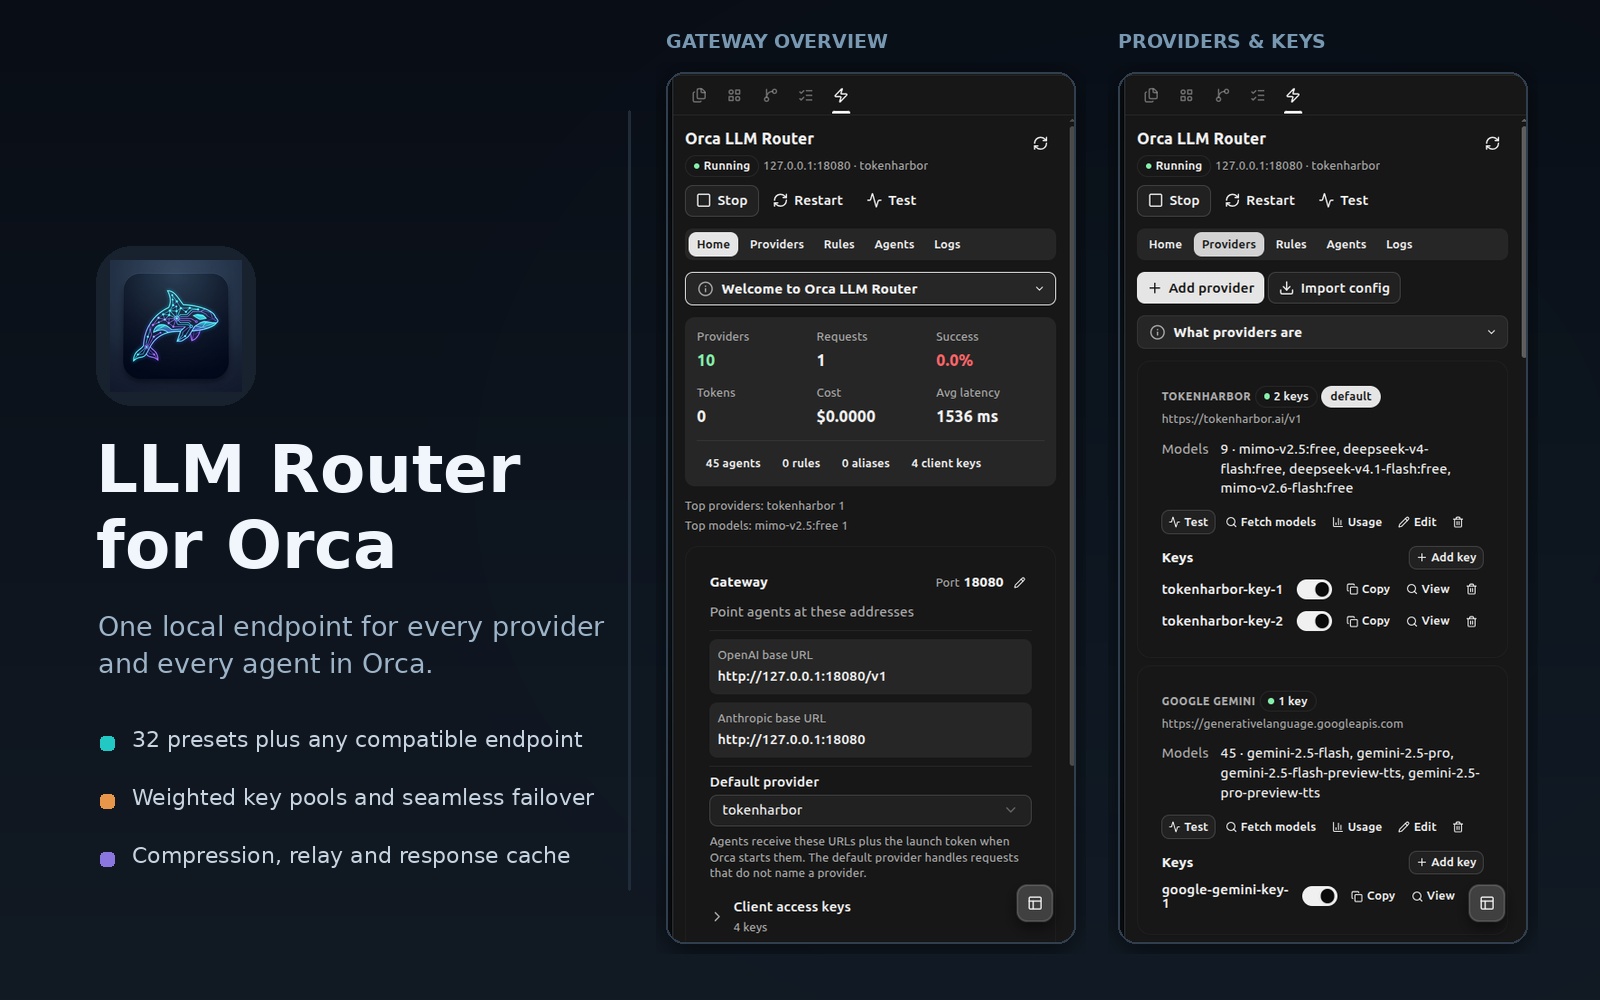 LLM Router
for Orca
One local endpoint for every provider
and every agent in Orca.
32 presets plus any compatible endpoint
Weighted key pools and seamless failover
Compression, relay and response cache
GATEWAY OVERVIEW
Orca LLM Router
Running 127.0.0.1:18080 · tokenharbor
Stop Restart Test
Home Providers Rules Agents Logs
Welcome to Orca LLM Router
Providers Requests Success
10 1 0.0%
Tokens Cost Avg latency
0 $0.0000 1536 ms
45 agents 0 rules 0 aliases 4 client keys
Top providers: tokenharbor 1
Top models: mimo-v2.5:free 1
Gateway Port 18080
Point agents at these addresses
OpenAI base URL
http://127.0.0.1:18080/v1
Anthropic base URL
http://127.0.0.1:18080
Default provider
tokenharbor
Agents receive these URLs plus the launch token when
Orca starts them. The default provider handles requests
that do not name a provider.
Client access keys
4 keys
PROVIDERS & KEYS
Orca LLM Router
Running 127.0.0.1:18080 · tokenharbor
Stop Restart Test
Home Providers Rules Agents Logs
+ Add provider Import config
What providers are
TOKENHARBOR 2 keys default
https://tokenharbor.ai/v1
Models 9 · mimo-v2.5:free, deepseek-v4-
flash:free, deepseek-v4.1-flash:free,
mimo-v2.6-flash:free
Test Fetch models Usage Edit
Keys + Add key
tokenharbor-key-1 Copy View
tokenharbor-key-2 Copy View
GOOGLE GEMINI 1 key
https://generativelanguage.googleapis.com
Models 45 · gemini-2.5-flash, gemini-2.5-pro,
gemini-2.5-flash-preview-tts, gemini-2.5-
pro-preview-tts
Test Fetch models Usage Edit
Keys + Add key
google-gemini-key-
1 Copy View